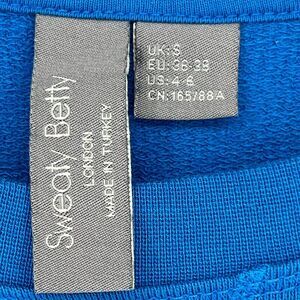 Sweaty Betty
LONDON
MADE IN TURKEY
UK: S
EU: 36-38
US: 4-6
CN: 165/88A